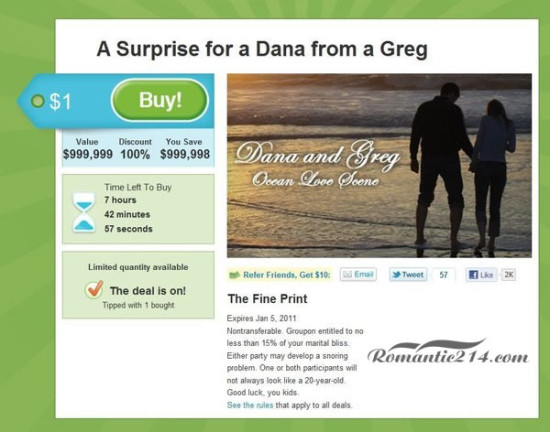 A Surprise for a Dana from a Greg
$1
Buy!
Value Discount You Save
$999,999 100% $999,998
Time Left To Buy
7 hours
42 minutes
57 seconds
Limited quantity available
The deal is on!
Tipped with 1 bought
Dana and Greg
Ocean Love Scene
Refer Friends, Get $10:
Email
Tweet
57
Like
2K
The Fine Print
Expires Jan 5, 2011
Nontransferable. Groupon entitled to no
less than 15% of your marital bliss.
Either party may develop a snoring
problem. One or both participants will
not always look like a 20-year-old.
Good luck, you kids.
See the rules that apply to all deals.
Romantic214.com